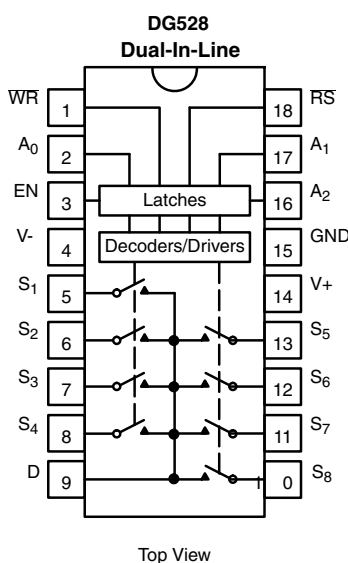 DG528
Dual-In-Line
WR 1 18 RS
A0 2 17 A1
EN 3 Latches 16 A2
V- 4 Decoders/Drivers 15 GND
S1 5 14 V+
S2 6 13 S5
S3 7 12 S6
S4 8 11 S7
D 9 0 S8
Top View